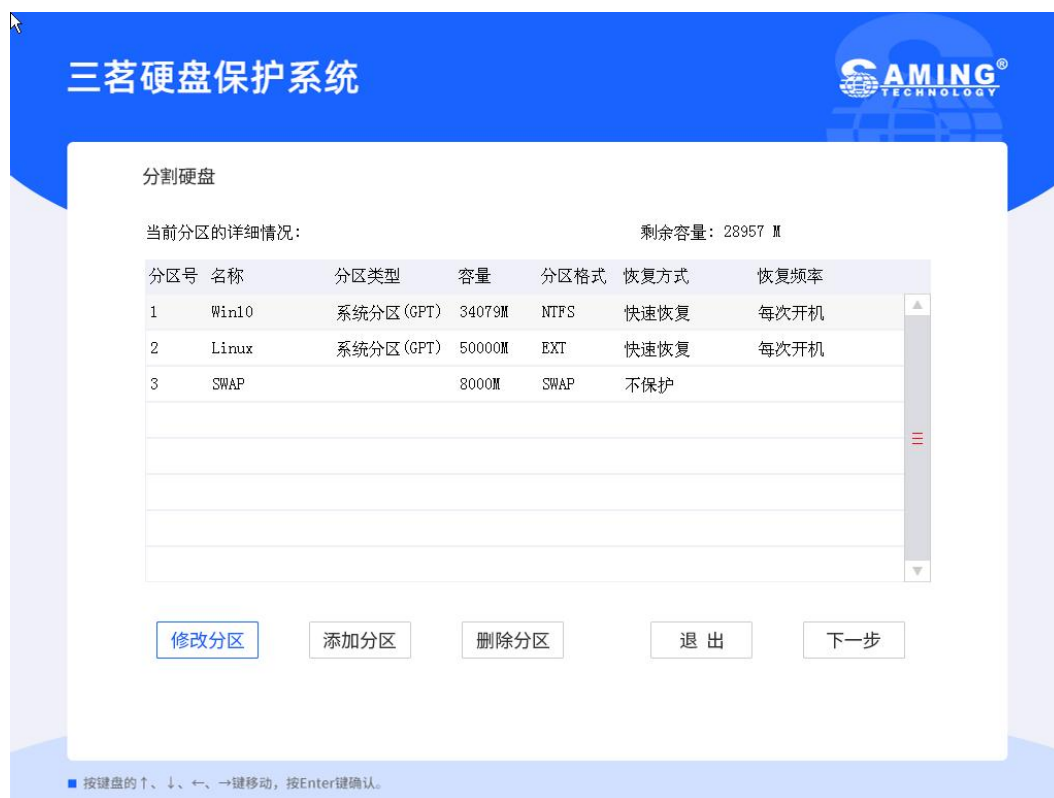 三茗硬盘保护系统
SAMING®
TECHNOLOGY
分割硬盘
当前分区的详细情况: 剩余容量: 28957 M
分区号 名称 分区类型 容量 分区格式 恢复方式 恢复频率
1 Win10 系统分区(GPT) 34079M NTFS 快速恢复 每次开机
2 Linux 系统分区(GPT) 50000M EXT 快速恢复 每次开机
3 SWAP 8000M SWAP 不保护
修改分区 添加分区 删除分区 退 出 下一步
按键盘的↑、↓、←、→键移动，按Enter键确认。